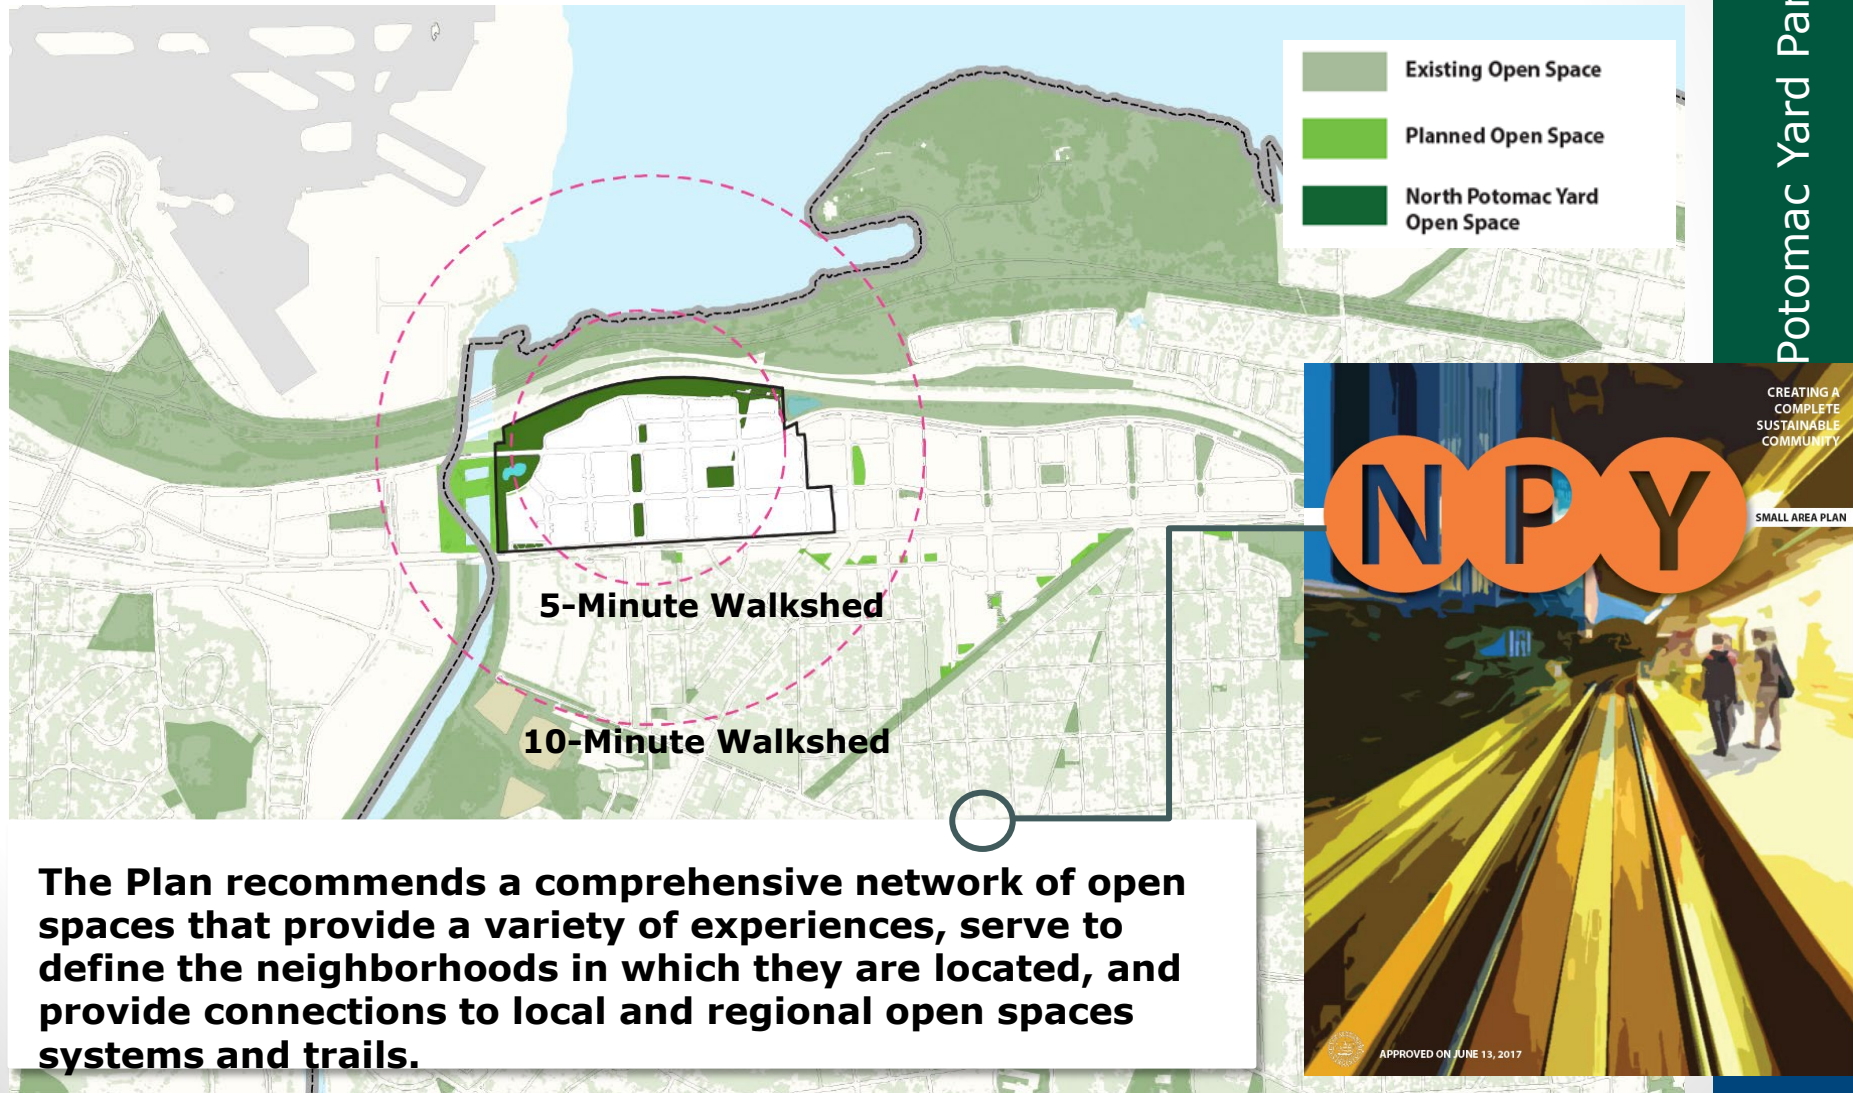 Existing Open Space
Planned Open Space
North Potomac Yard
Open Space
Potomac Yard
5-Minute Walkshed
10-Minute Walkshed
The Plan recommends a comprehensive network of open
spaces that provide a variety of experiences, serve to
define the neighborhoods in which they are located, and
provide connections to local and regional open spaces
systems and trails.
CREATING A
COMPLETE
SUSTAINABLE
COMMUNITY
NPY
SMALL AREA PLAN
APPROVED ON JUNE 13, 2017